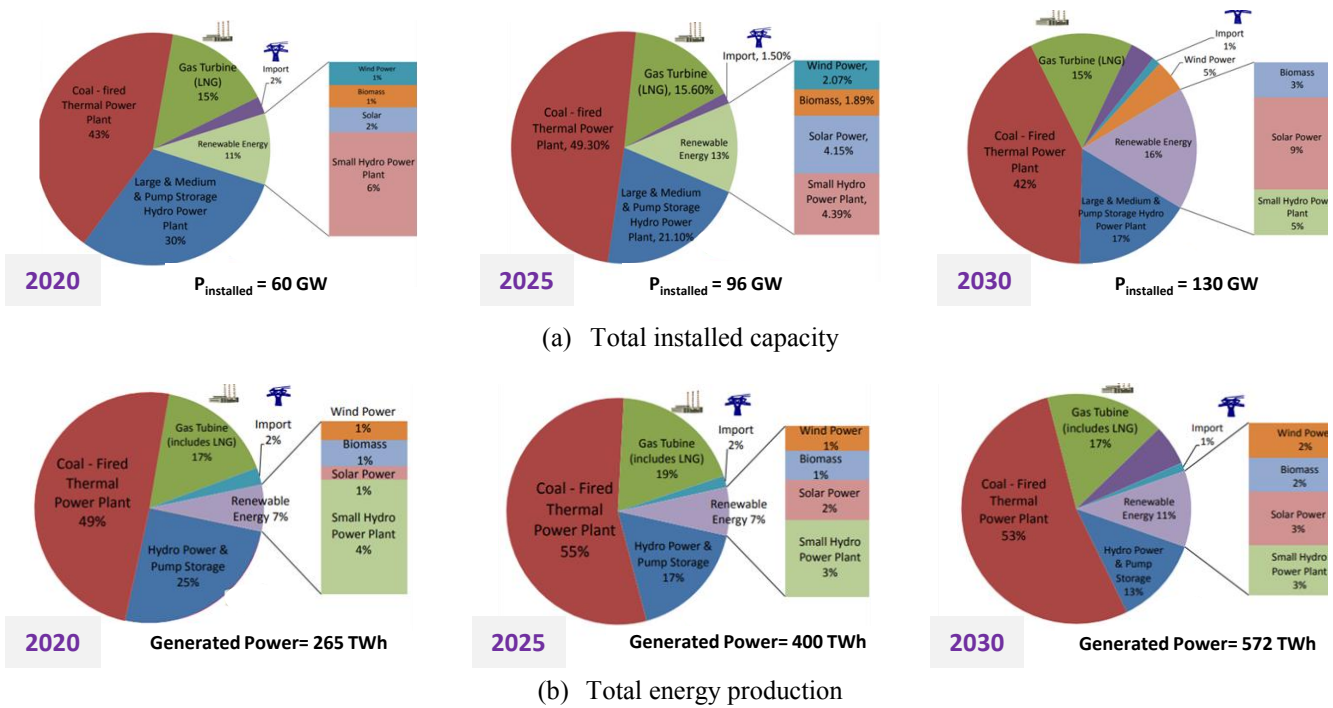 Coal - fired
Thermal Power
Plant
43%
Gas Turbine
(LNG)
15%
Import
2%
Renewable Energy
11%
Large & Medium
& Pump Strorage
Hydro Power
Plant
30%
Wind Power
1%
Biomass
1%
Solar
2%
Small Hydro Power
Plant
6%
2020
Pinstalled = 60 GW
Coal - fired
Thermal Power
Plant, 49.30%
Gas Turbine
(LNG), 15.60%
Import, 1.50%
Renewable
Energy 13%
Large & Medium
& Pump Storage
Hydro Power
Plant, 21.10%
Wind Power,
2.07%
Biomass, 1.89%
Solar Power,
4.15%
Small Hydro
Power Plant,
4.39%
2025
Pinstalled = 96 GW
Coal - Fired
Thermal Power
Plant
42%
Gas Turbine (LNG)
15%
Import
1%
Wind Power
5%
Renewable Energy
16%
Large & Medium &
Pump Storage Hydro
Power Plant
17%
Biomass
3%
Solar Power
9%
Small Hydro Powe
Plant
5%
2030
Pinstalled = 130 GW
(a) Total installed capacity
Coal - Fired
Thermal
Power Plant
49%
Gas Tubine
(includes LNG)
17%
Import
2%
Renewable
Energy 7%
Hydro Power &
Pump Storage
25%
Wind Power
1%
Biomass
1%
Solar Power
1%
Small Hydro
Power Plant
4%
2020
Generated Power= 265 TWh
Coal - Fired
Thermal
Power Plant
55%
Gas Tubine
(includes LNG)
19%
Import
2%
Renewable
Energy 7%
Hydro Power &
Pump Storage
17%
Wind Power
1%
Biomass
1%
Solar Power
2%
Small Hydro
Power Plant
3%
2025
Generated Power= 400 TWh
Coal - Fired
Thermal
Power Plant
53%
Gas Tubine
(includes LNG)
17%
Import
1%
Renewable
Energy 11%
Hydro Power
& Pump
Storage
13%
Wind Powe
2%
Biomass
2%
Solar Power
3%
Small Hydro
Power Plant
3%
2030
Generated Power= 572 TWh
(b) Total energy production